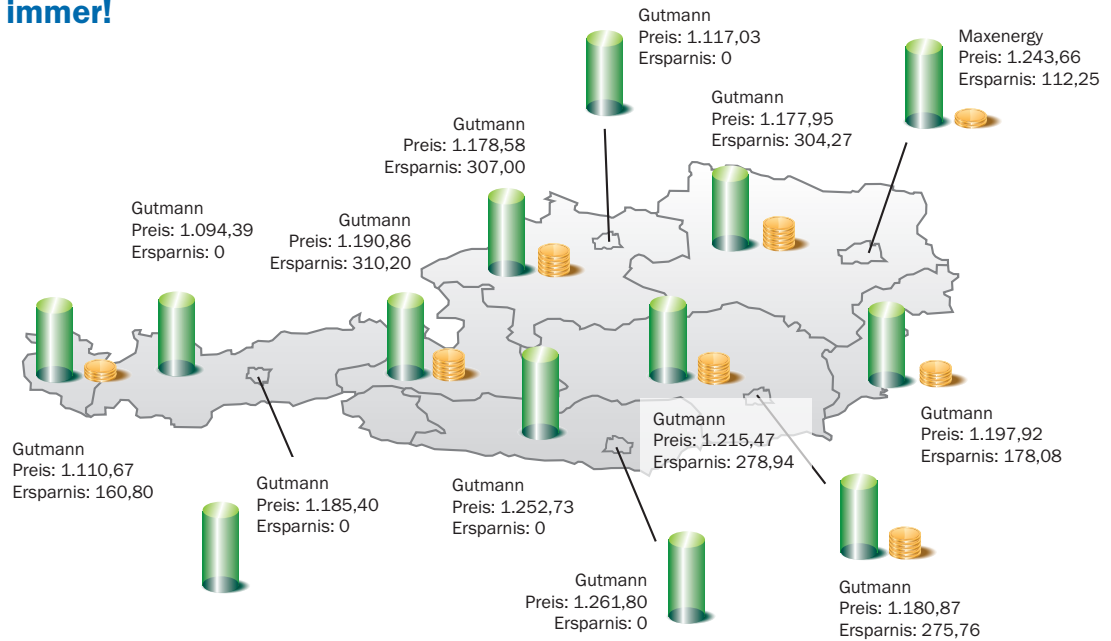 immer!
Gutmann
Preis: 1.117,03
Ersparnis: 0
Maxenergy
Preis: 1.243,66
Ersparnis: 112,25
Gutmann
Preis: 1.177,95
Ersparnis: 304,27
Gutmann
Preis: 1.178,58
Ersparnis: 307,00
Gutmann
Preis: 1.094,39
Ersparnis: 0
Gutmann
Preis: 1.190,86
Ersparnis: 310,20
Gutmann
Preis: 1.215,47
Ersparnis: 278,94
Gutmann
Preis: 1.197,92
Ersparnis: 178,08
Gutmann
Preis: 1.110,67
Ersparnis: 160,80
Gutmann
Preis: 1.185,40
Ersparnis: 0
Gutmann
Preis: 1.252,73
Ersparnis: 0
Gutmann
Preis: 1.261,80
Ersparnis: 0
Gutmann
Preis: 1.180,87
Ersparnis: 275,76